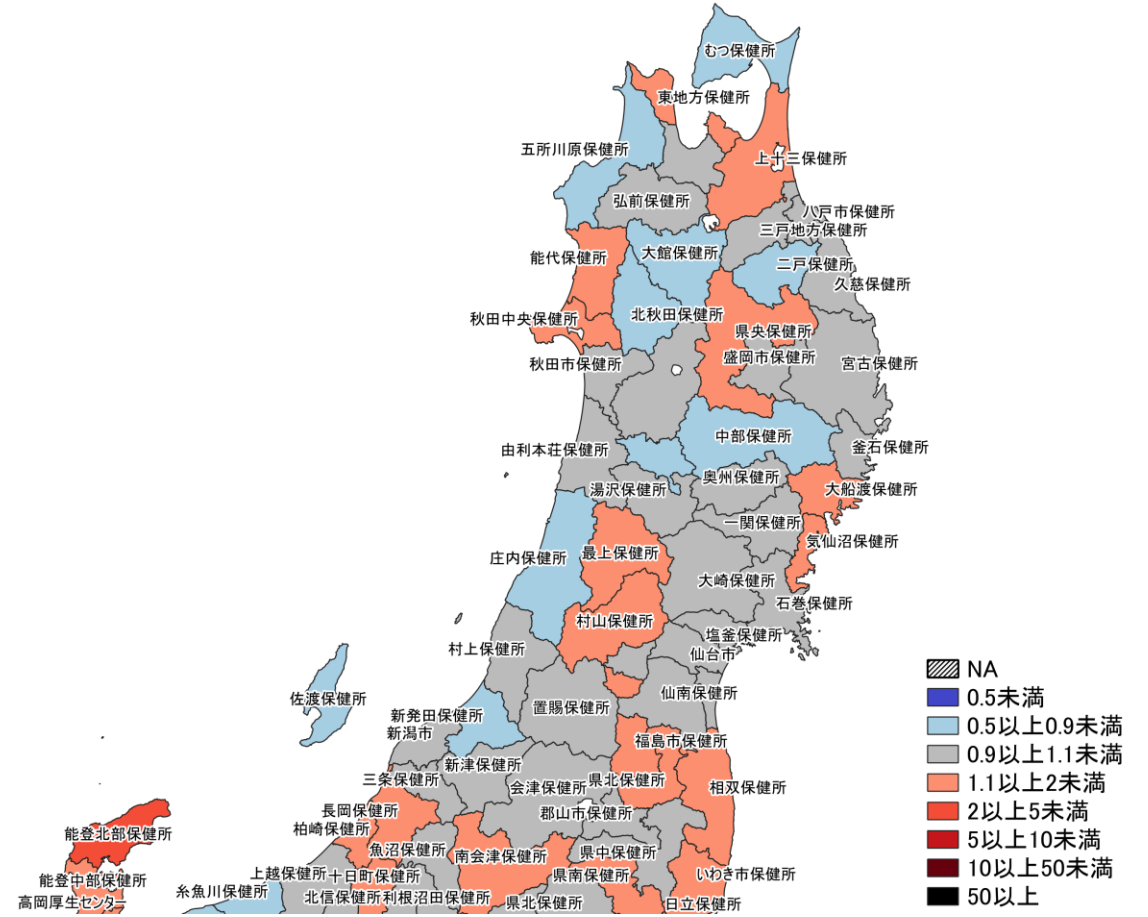 むつ保健所
東地方保健所
五所川原保健所
上十三保健所
弘前保健所
八戸市保健所
三戸地方保健所
大館保健所
能代保健所
二戸保健所
久慈保健所
北秋田保健所
秋田中央保健所
県央保健所
盛岡市保健所
秋田市保健所
宮古保健所
中部保健所
由利本荘保健所
釜石保健所
奥州保健所
湯沢保健所
大船渡保健所
一関保健所
気仙沼保健所
最上保健所
庄内保健所
大崎保健所
石巻保健所
村山保健所
塩釜保健所
村上保健所
仙台市
佐渡保健所
仙南保健所
置賜保健所
新発田保健所
新潟市
福島市保健所
新津保健所
三条保健所
会津保健所
県北保健所
相双保健所
長岡保健所
郡山市保健所
柏崎保健所
能登北部保健所
魚沼保健所
南会津保健所
県中保健所
上越保健所
十日町保健所
県南保健所
いわき市保健所
能登中部保健所
糸魚川保健所
北信保健所
利根沼田保健所
県北保健所
日立保健所
高岡厚生センター
NA
0.5未満
0.5以上0.9未満
0.9以上1.1未満
1.1以上2未満
2以上5未満
5以上10未満
10以上50未満
50以上